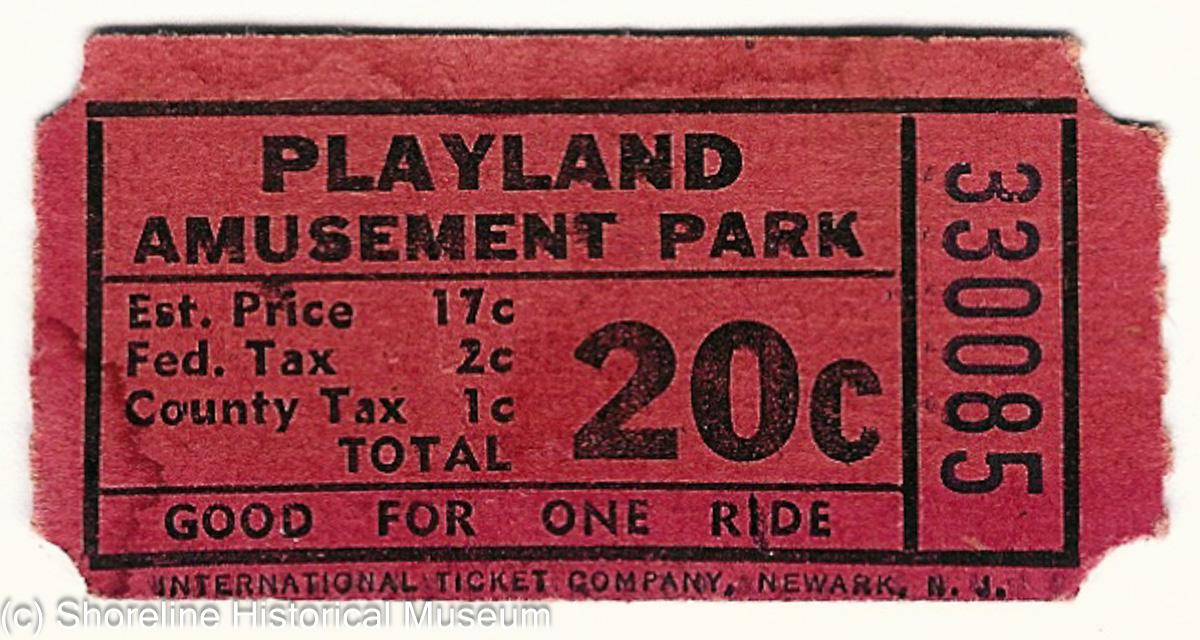 PLAYLAND
AMUSEMENT PARK
Est. Price 17c
Fed. Tax 2c
County Tax 1c
TOTAL
20c
GOOD FOR ONE RIDE
330085
INTERNATIONAL TICKET COMPANY, NEWARK, N. J.
(c) Shoreline Historical Museum